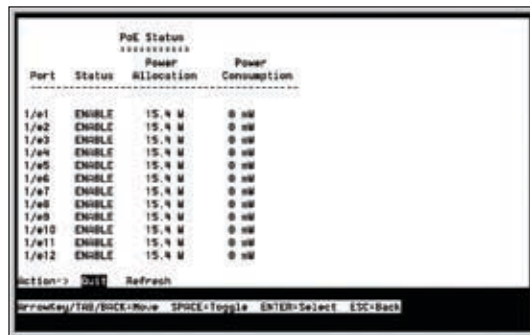 PoE Status
===========
Power Power
Port Status Allocation Consumption
1/e1 ENABLE 15.4 W 0 mW
1/e2 ENABLE 15.4 W 0 mW
1/e3 ENABLE 15.4 W 0 mW
1/e4 ENABLE 15.4 W 0 mW
1/e5 ENABLE 15.4 W 0 mW
1/e6 ENABLE 15.4 W 0 mW
1/e7 ENABLE 15.4 W 0 mW
1/e8 ENABLE 15.4 W 0 mW
1/e9 ENABLE 15.4 W 0 mW
1/e10 ENABLE 15.4 W 0 mW
1/e11 ENABLE 15.4 W 0 mW
1/e12 ENABLE 15.4 W 0 mW
Action-> Quit Refresh
ArrowKey/TAB/BACK=Move SPACE=Toggle ENTER=Select ESC=Back